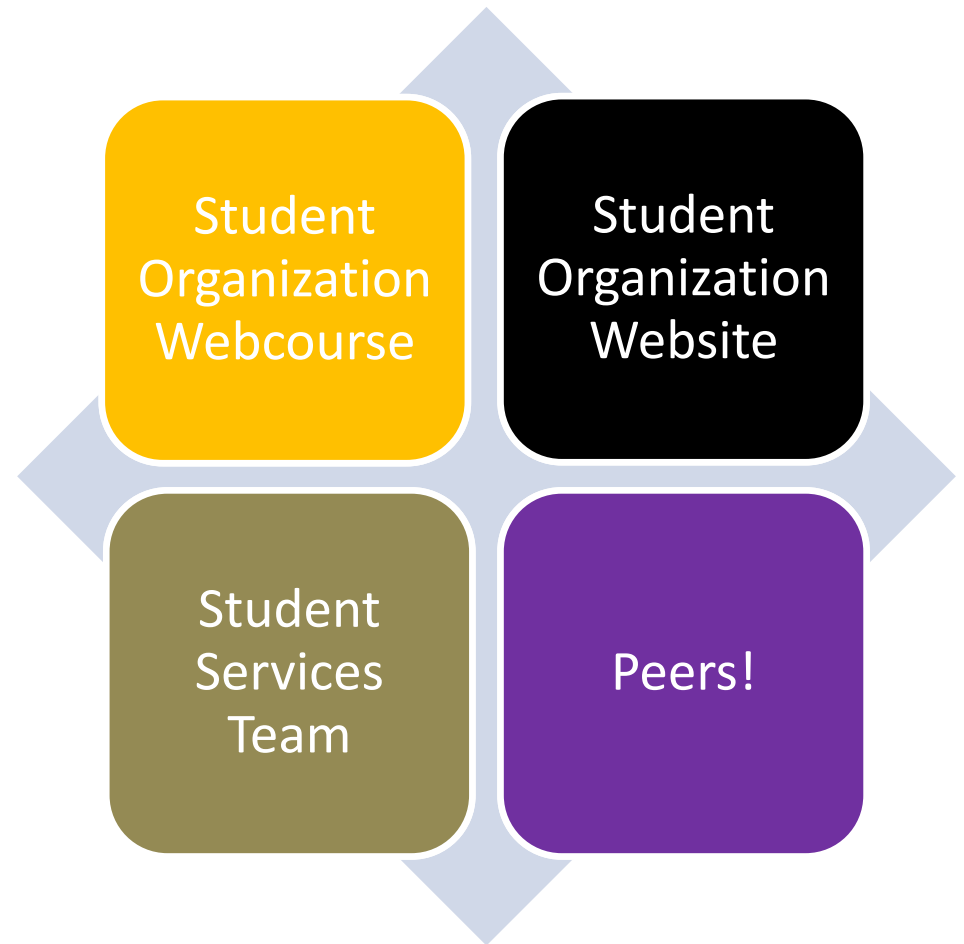 Student
Organization
Webcourse
Student
Organization
Website
Student
Services
Team
Peers!